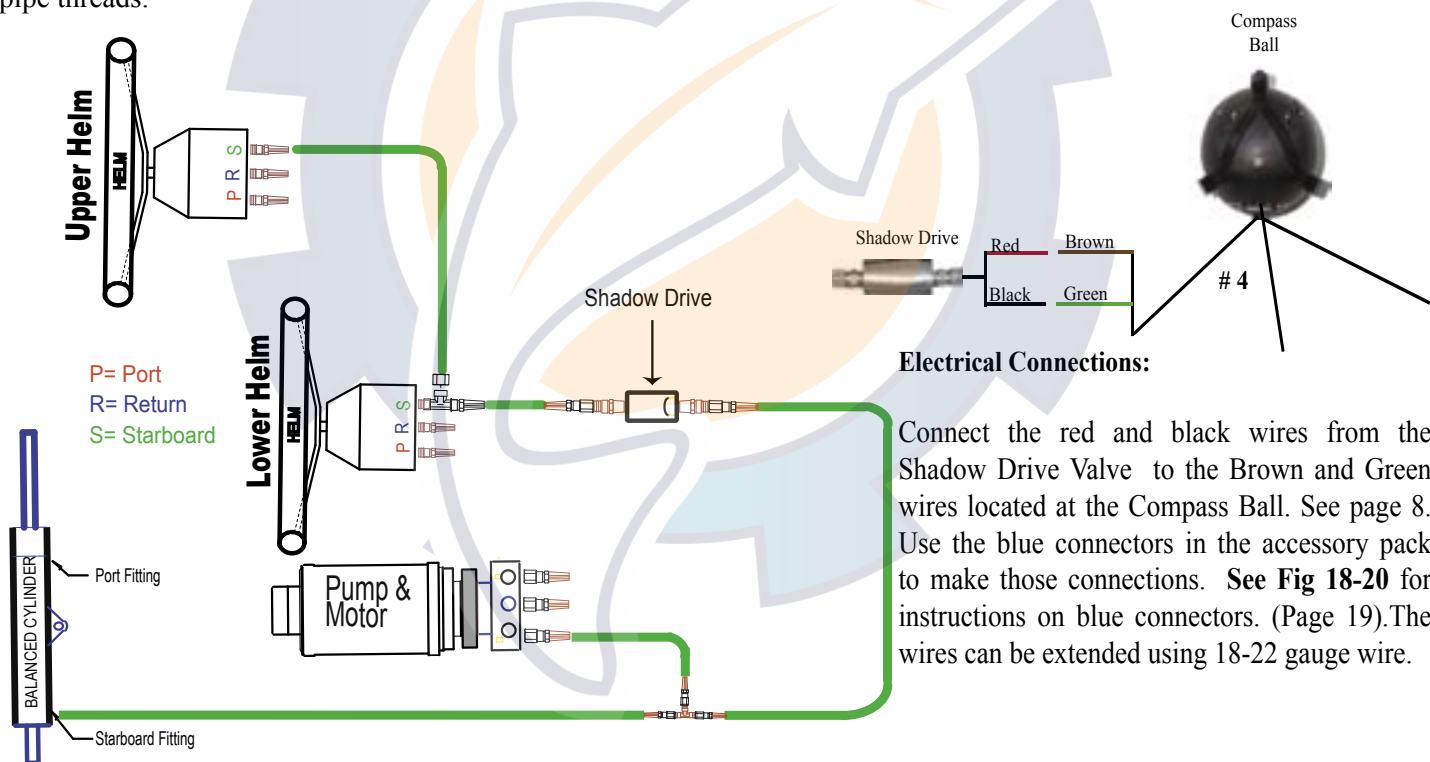 pipe threads.
Upper Helm
HELM
P R S
P= Port
R= Return
S= Starboard
Lower Helm
HELM
P R S
Shadow Drive
BALANCED CYLINDER
Port Fitting
Starboard Fitting
Pump &
Motor
Compass
Ball
Shadow Drive
Red
Brown
Black
Green
# 4
Electrical Connections:
Connect the red and black wires from the
Shadow Drive Valve to the Brown and Green
wires located at the Compass Ball. See page 8.
Use the blue connectors in the accessory pack
to make those connections. See Fig 18-20 for
instructions on blue connectors. (Page 19).The
wires can be extended using 18-22 gauge wire.